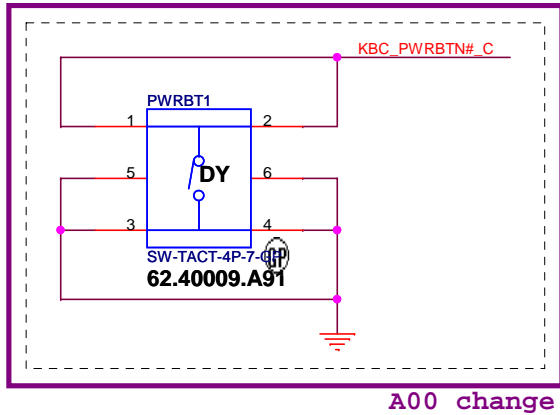 KBC_PWRBTN#_C
PWRBT1
1 2
5 DY 6
3 4
SW-TACT-4P-7-GP
GP
62.40009.A91
A00 change